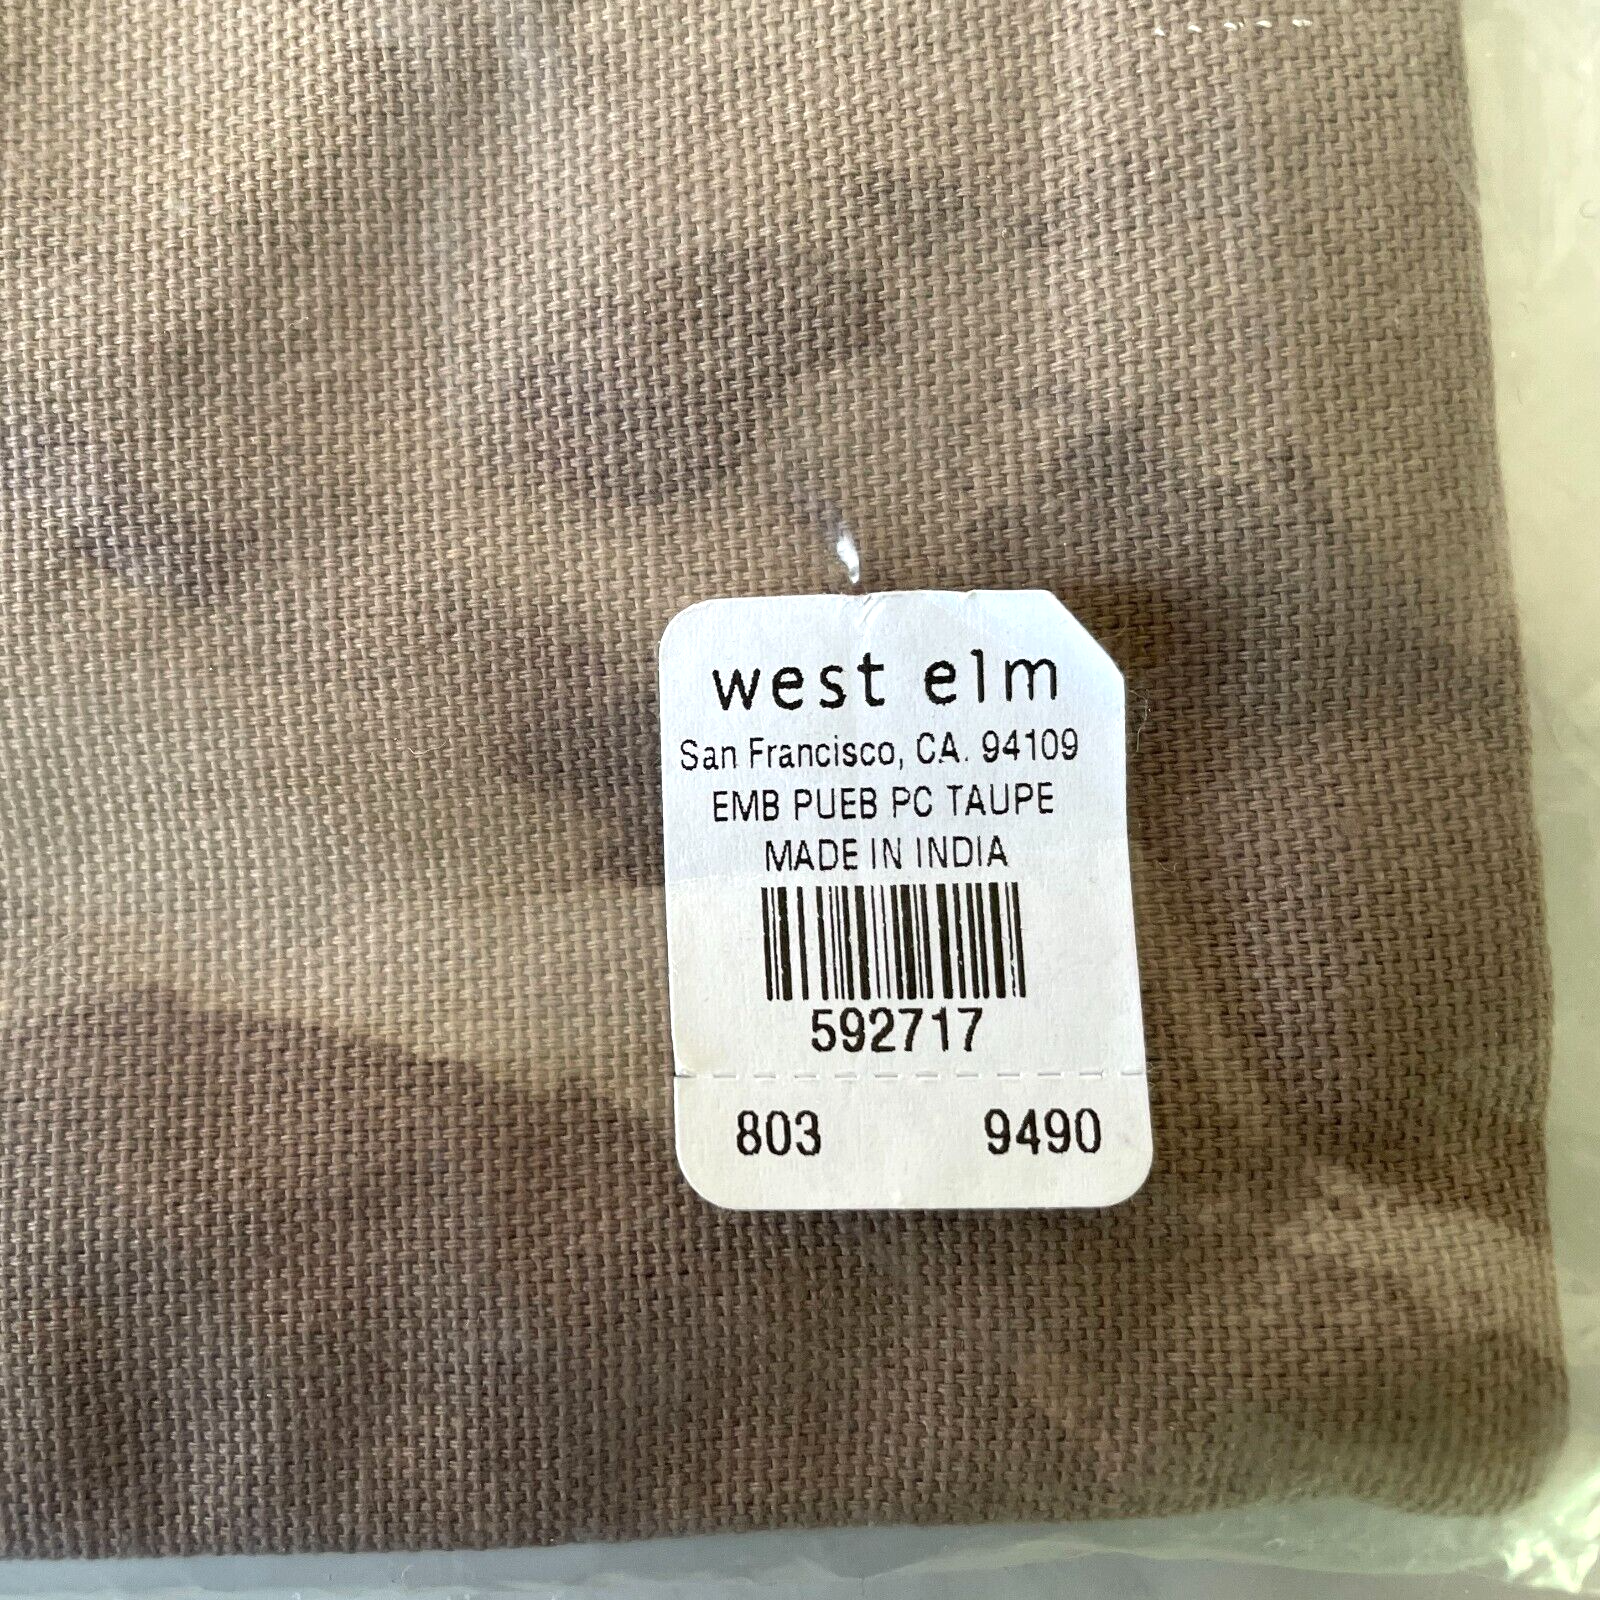 west elm
San Francisco, CA. 94109
EMB PUEB PC TAUPE
MADE IN INDIA
592717
803 9490